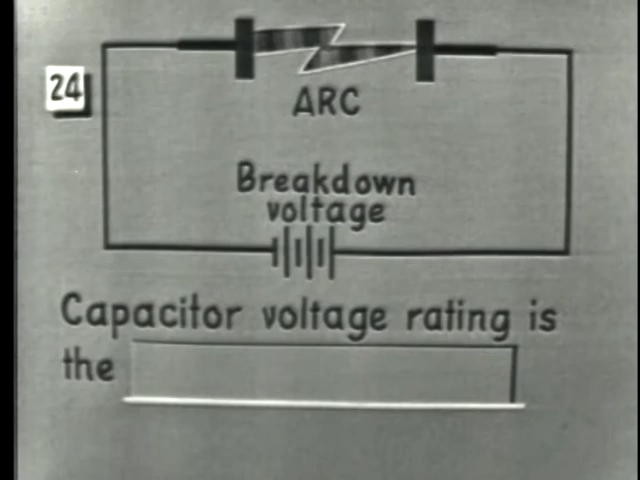 24
ARC
Breakdown
voltage
Capacitor voltage rating is
the